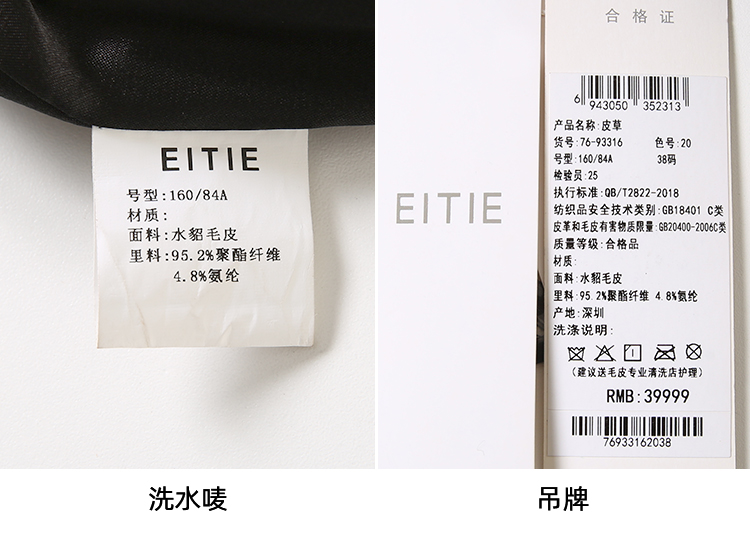 EITIE
号型:160/84A
材质:
面料:水貂毛皮
里料:95.2%聚酯纤维
4.8%氨纶
洗水唛
EITIE
合格证
6 943050 352313
产品名称:皮草
货号:76-93316 色号:20
号型:160/84A 38码
检验员:25
执行标准:QB/T2822-2018
纺织品安全技术类别:GB18401 C类
皮革和毛皮有害物质限量:GB20400-2006C类
质量等级:合格品
材质:
面料:水貂毛皮
里料:95.2%聚酯纤维 4.8%氨纶
产地:深圳
洗涤说明:
(建议送毛皮专业清洗店护理)
RMB:39999
76933162038
吊牌